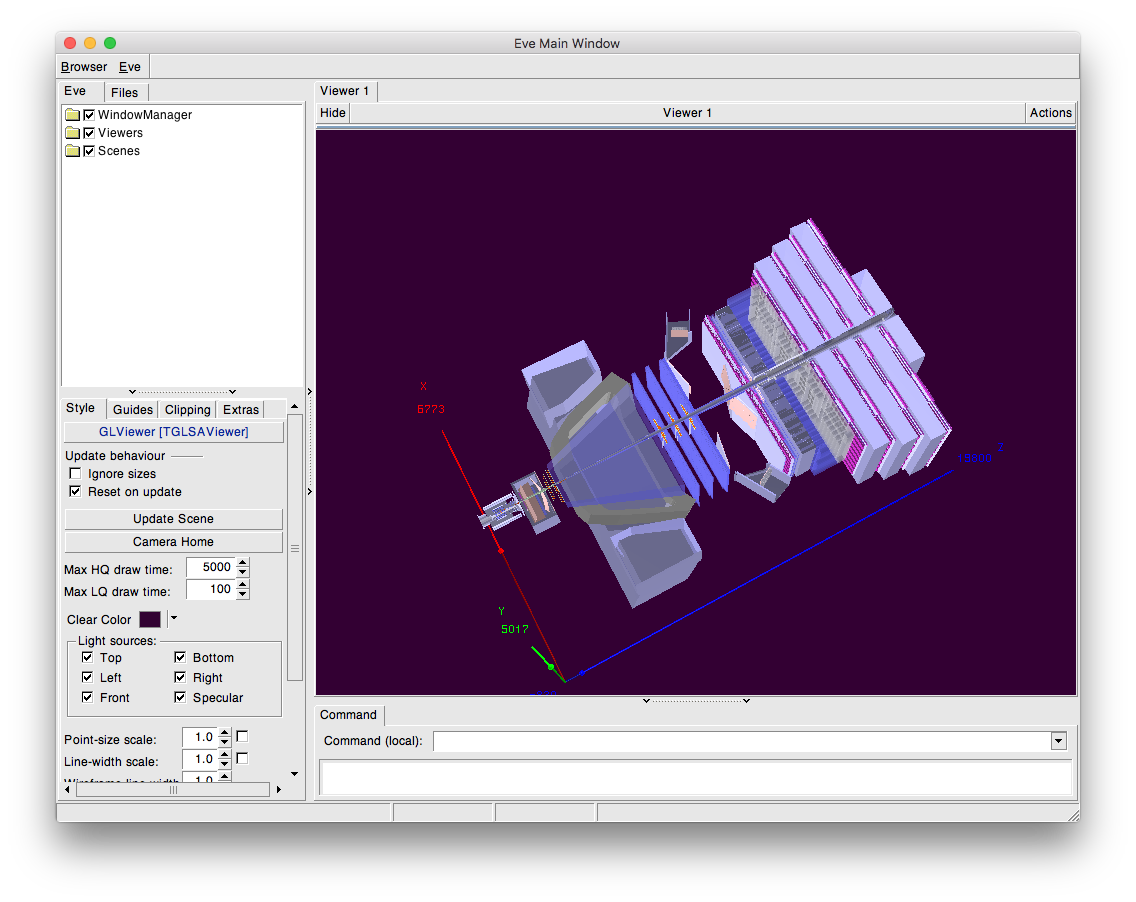 Eve Main Window
Browser Eve
Eve Files
WindowManager
Viewers
Scenes
Style Guides Clipping Extras
GLViewer [TGLSAViewer]
Update behaviour
Ignore sizes
Reset on update
Update Scene
Camera Home
Max HQ draw time: 5000
Max LQ draw time: 100
Clear Color
Light sources:
Top Bottom
Left Right
Front Specular
Point-size scale: 1.0
Line-width scale: 1.0
Wireframe line-width 1.0
Viewer 1
Hide Viewer 1 Actions
X
6773
Z
Y
5017
Command
Command (local):